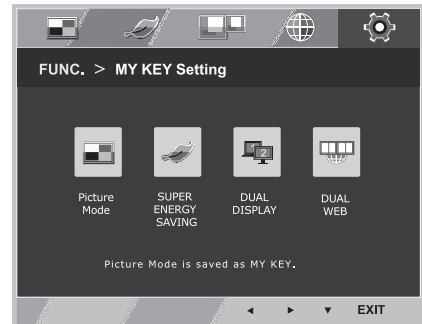 FUNC. > MY KEY Setting
2
Picture
Mode
SUPER
ENERGY
SAVING
DUAL
DISPLAY
DUAL
WEB
Picture Mode is saved as MY KEY.
◄ ► ▼ EXIT